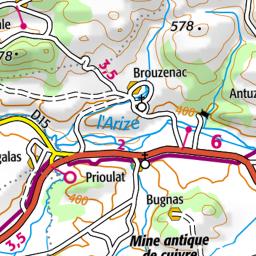 ale
578
578
3,5
Brouzenac
400
Antuz
D15
l'Arize
2
6
galas
Prioulat
400
Bugnas
3,5
Mine antique
de cuivre